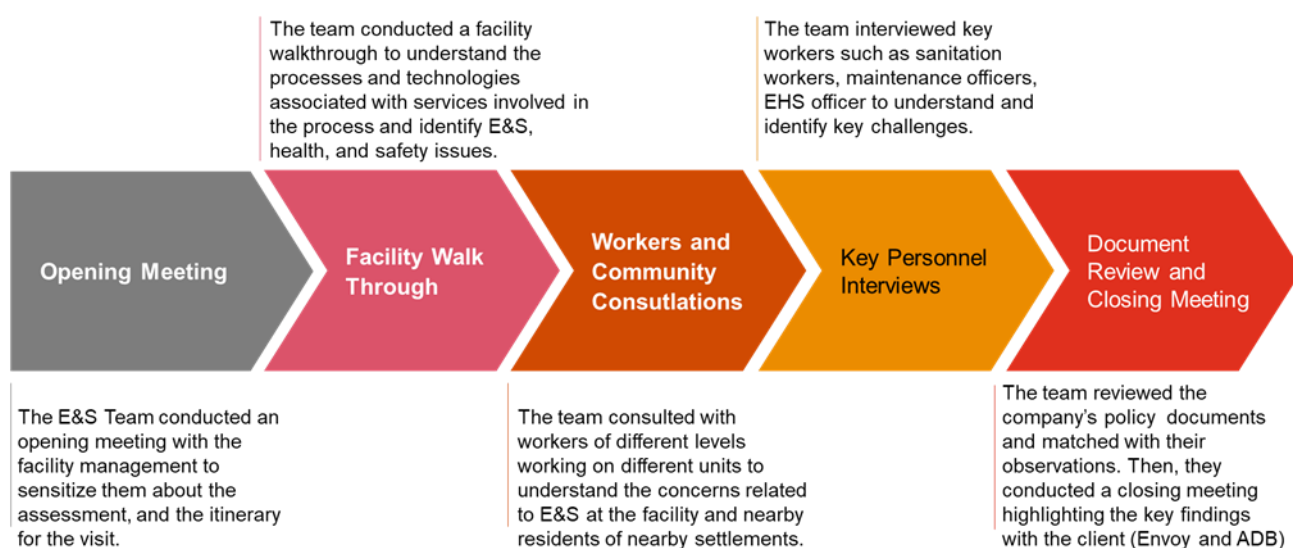 The team conducted a facility
walkthrough to understand the
processes and technologies
associated with services involved in
the process and identify E&S,
health, and safety issues.
The team interviewed key
workers such as sanitation
workers, maintenance officers,
EHS officer to understand and
identify key challenges.
Opening Meeting
Facility Walk
Through
Workers and
Community
Consutlations
Key Personnel
Interviews
Document
Review and
Closing Meeting
The E&S Team conducted an
opening meeting with the
facility management to
sensitize them about the
assessment, and the itinerary
for the visit.
The team consulted with
workers of different levels
working on different units to
understand the concerns related
to E&S at the facility and nearby
residents of nearby settlements.
The team reviewed the
company's policy documents
and matched with their
observations. Then, they
conducted a closing meeting
highlighting the key findings
with the client (Envoy and ADB)